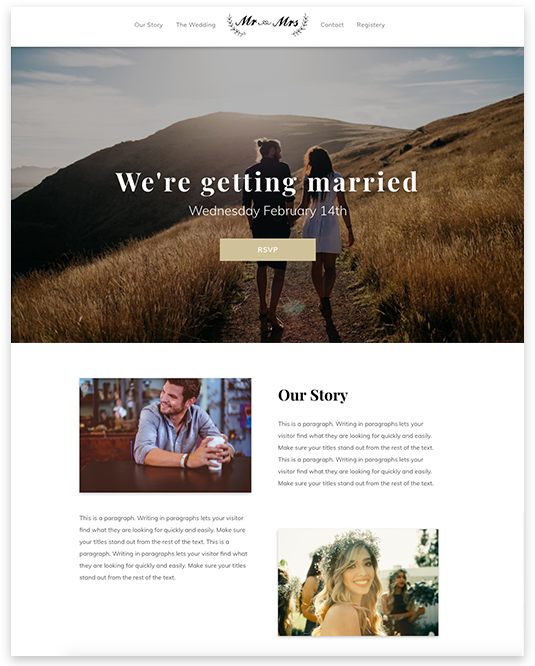 Our Story
The Wedding
Mr & Mrs
Contact
Registery
We're getting married
Wednesday February 14th
RSVP
Our Story
This is a paragraph. Writing in paragraphs lets your
visitor find what they are looking for quickly and easily.
Make sure your titles stand out from the rest of the text.
This is a paragraph. Writing in paragraphs lets your
visitor find what they are looking for quickly and easily.
Make sure your titles stand out from the rest of the text.
This is a paragraph. Writing in paragraphs lets your visitor
find what they are looking for quickly and easily. Make sure
your titles stand out from the rest of the text. This is a
paragraph. Writing in paragraphs lets your visitor find what
they are looking for quickly and easily. Make sure your titles
stand out from the rest of the text.